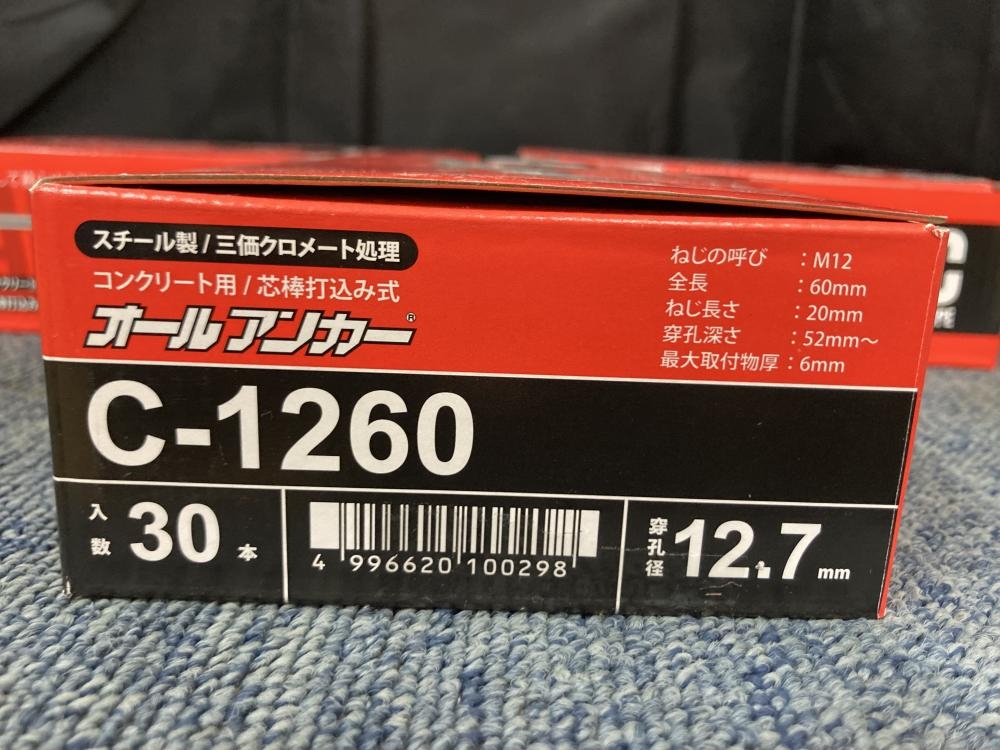 スチール製/三価クロメート処理
コンクリート用/芯棒打込み式
オールアンカー®
ねじの呼び : M12
全長 : 60mm
ねじ長さ : 20mm
穿孔深さ : 52mm~
最大取付物厚 : 6mm
C-1260
入数 30 本
4 996620 100298
穿孔径 12.7 mm